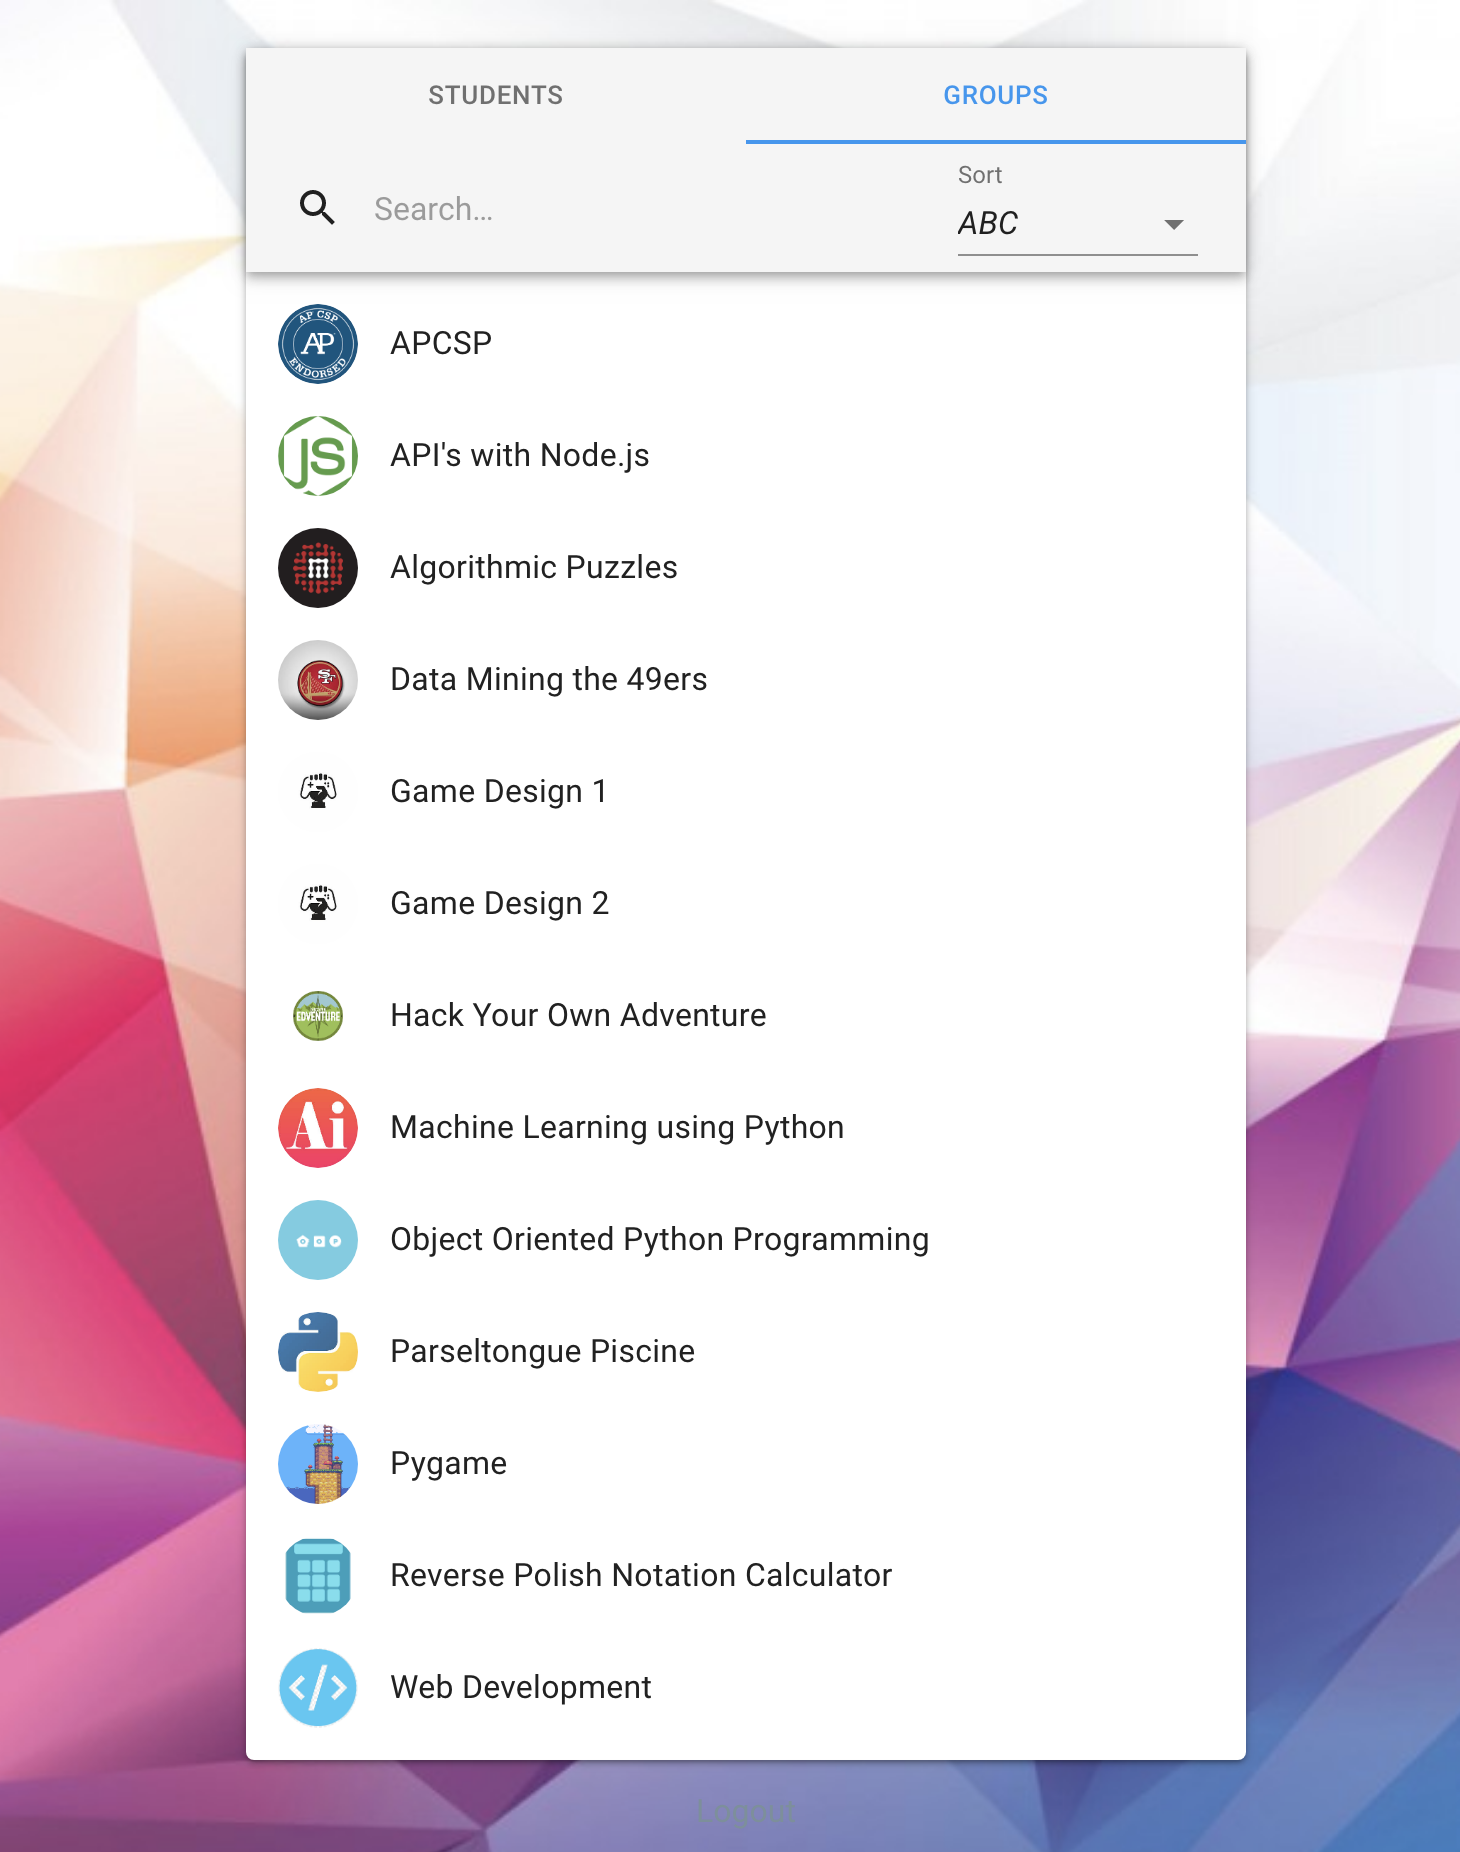 STUDENTS
GROUPS
Search...
Sort
ABC
AP CSP
AP
ENDORSED
APCSP
JS
API's with Node.js
Algorithmic Puzzles
SF
Data Mining the 49ers
Game Design 1
Game Design 2
EDVENTURE
Hack Your Own Adventure
Ai
Machine Learning using Python
O O P
Object Oriented Python Programming
Parseltongue Piscine
Pygame
Reverse Polish Notation Calculator
</>
Web Development
Logout